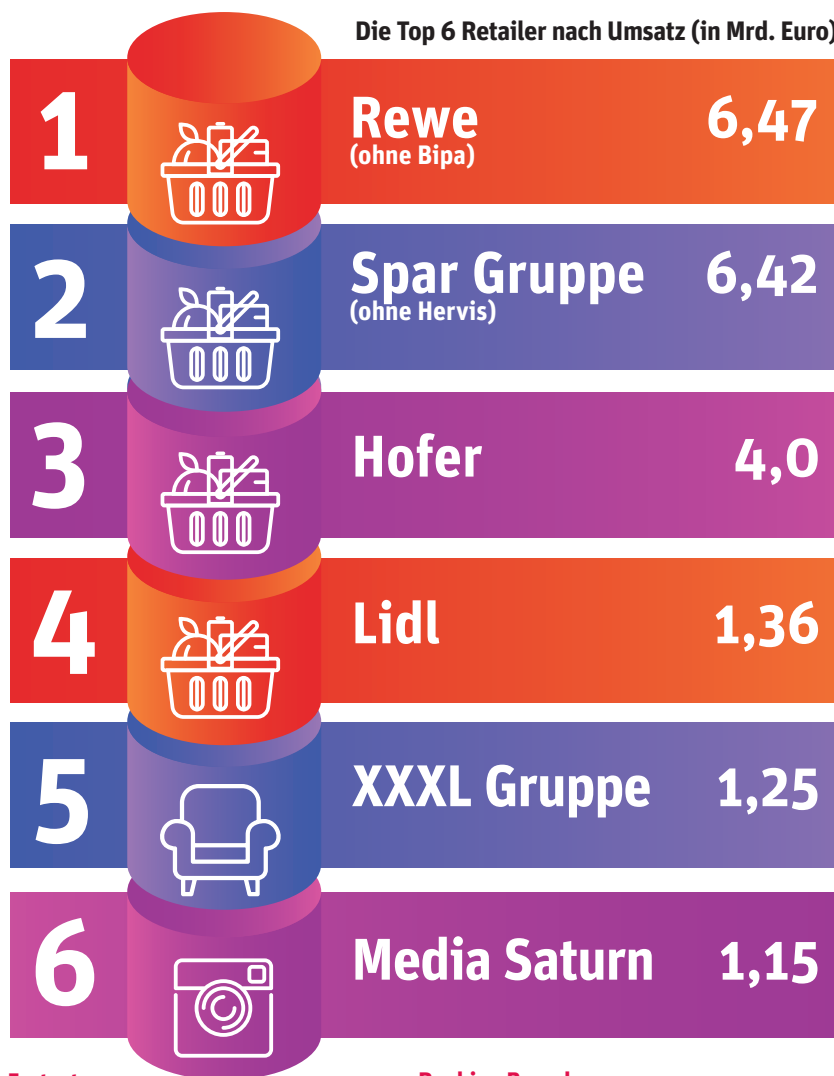 Die Top 6 Retailer nach Umsatz (in Mrd. Euro)
1 Rewe 6,47
(ohne Bipa)
2 Spar Gruppe 6,42
(ohne Hervis)
3 Hofer 4,0
4 Lidl 1,36
5 XXXL Gruppe 1,25
6 Media Saturn 1,15